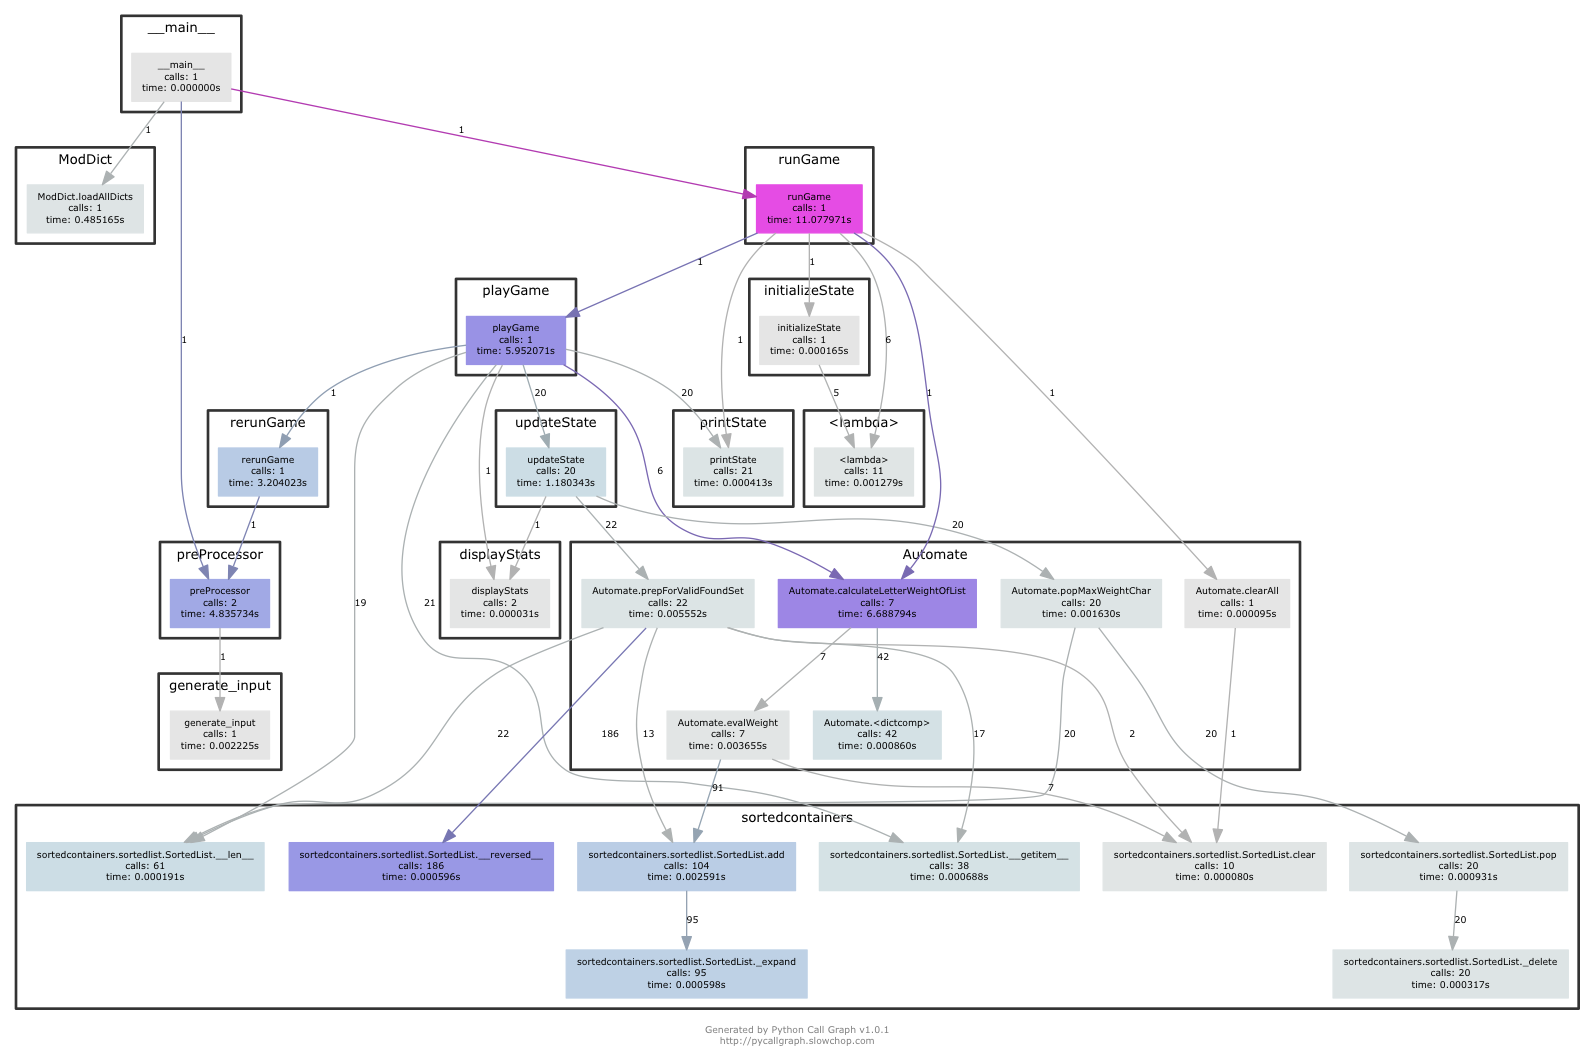 __main__
__main__
calls: 1
time: 0.000000s
1
1
1
ModDict
ModDict.loadAllDicts
calls: 1
time: 0.485165s
runGame
runGame
calls: 1
time: 11.077971s
1
1
1
6
1
1
playGame
playGame
calls: 1
time: 5.952071s
initializeState
initializeState
calls: 1
time: 0.000165s
1
19
21
1
20
6
20
5
rerunGame
rerunGame
calls: 1
time: 3.204023s
updateState
updateState
calls: 20
time: 1.180343s
printState
printState
calls: 21
time: 0.000413s
<lambda>
<lambda>
calls: 11
time: 0.001279s
1
1
22
20
preProcessor
preProcessor
calls: 2
time: 4.835734s
displayStats
displayStats
calls: 2
time: 0.000031s
Automate
Automate.prepForValidFoundSet
calls: 22
time: 0.005552s
Automate.calculateLetterWeightOfList
calls: 7
time: 6.688794s
Automate.popMaxWeightChar
calls: 20
time: 0.001630s
Automate.clearAll
calls: 1
time: 0.000095s
1
7
42
generate_input
generate_input
calls: 1
time: 0.002225s
Automate.evalWeight
calls: 7
time: 0.003655s
Automate.<dictcomp>
calls: 42
time: 0.000860s
22
186
13
17
20
2
20
1
91
7
sortedcontainers
sortedcontainers.sortedlist.SortedList.__len__
calls: 61
time: 0.000191s
sortedcontainers.sortedlist.SortedList.__reversed__
calls: 186
time: 0.000596s
sortedcontainers.sortedlist.SortedList.add
calls: 104
time: 0.002591s
sortedcontainers.sortedlist.SortedList.__getitem__
calls: 38
time: 0.000688s
sortedcontainers.sortedlist.SortedList.clear
calls: 10
time: 0.000080s
sortedcontainers.sortedlist.SortedList.pop
calls: 20
time: 0.000931s
95
20
sortedcontainers.sortedlist.SortedList._expand
calls: 95
time: 0.000598s
sortedcontainers.sortedlist.SortedList._delete
calls: 20
time: 0.000317s
Generated by Python Call Graph v1.0.1
http://pycallgraph.slowchop.com